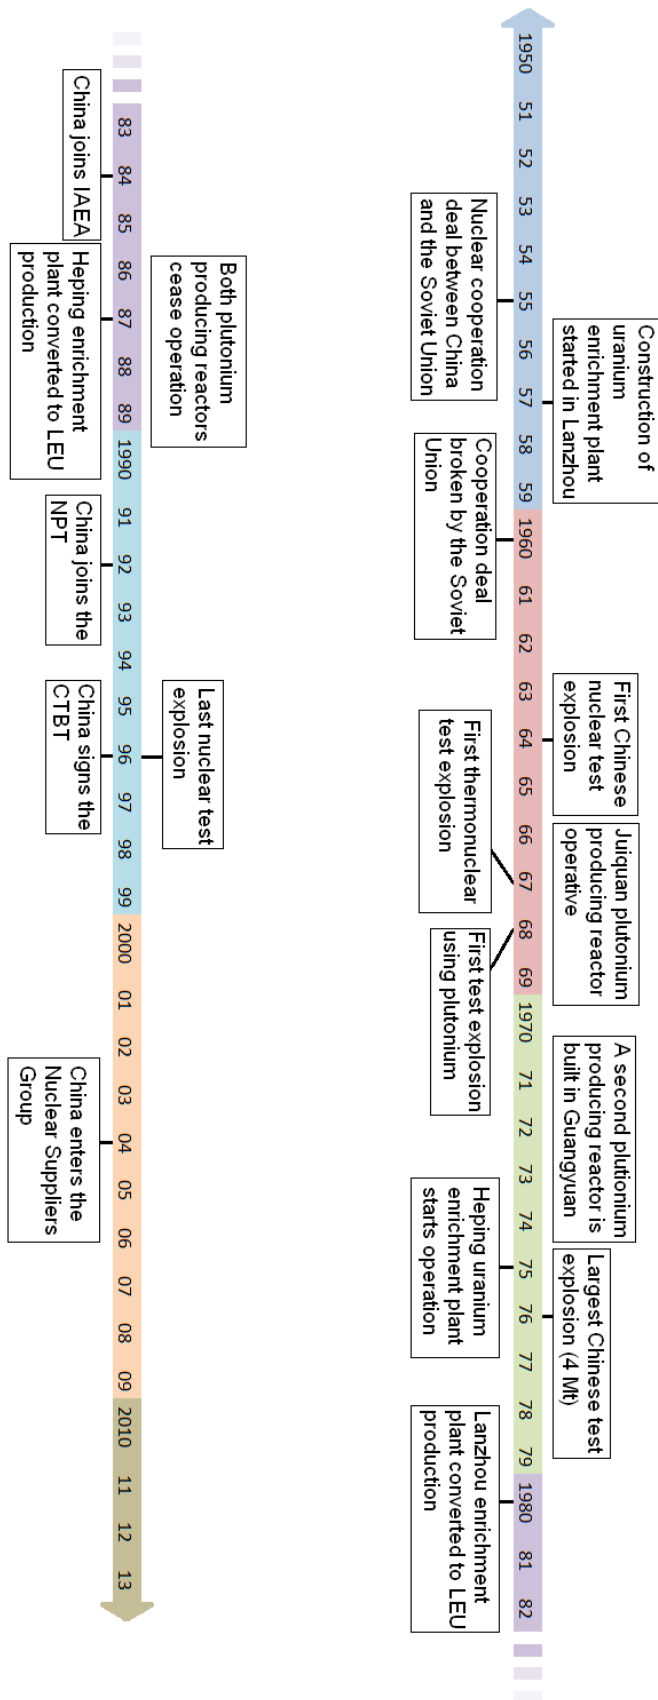 Construction of
uranium
enrichment plant
started in Lanzhou
First Chinese
nuclear test
explosion
Juiquan plutonium
producing reactor
operative
A second plutionium
producing reactor is
built in Guangyuan
Largest Chinese test
explosion (4 Mt)
1950 51 52 53 54 55 56 57 58 59 1960 61 62 63 64 65 66 67 68 69 1970 71 72 73 74 75 76 77 78 79 1980 81 82
Nuclear cooperation
deal between China
and the Soviet Union
Cooperation deal
broken by the Soviet
Union
First thermonuclear
test explosion
First test explosion
using plutonium
Heping uranium
enrichment plant
starts operation
Lanzhou enrichment
plant converted to LEU
production
Both plutonium
producing reactors
cease operation
Last nuclear test
explosion
83 84 85 86 87 88 89 1990 91 92 93 94 95 96 97 98 99 2000 01 02 03 04 05 06 07 08 09 2010 11 12 13
China joins IAEA
Heping enrichment
plant converted to LEU
production
China joins the
NPT
China signs the
CTBT
China enters the
Nuclear Suppliers
Group